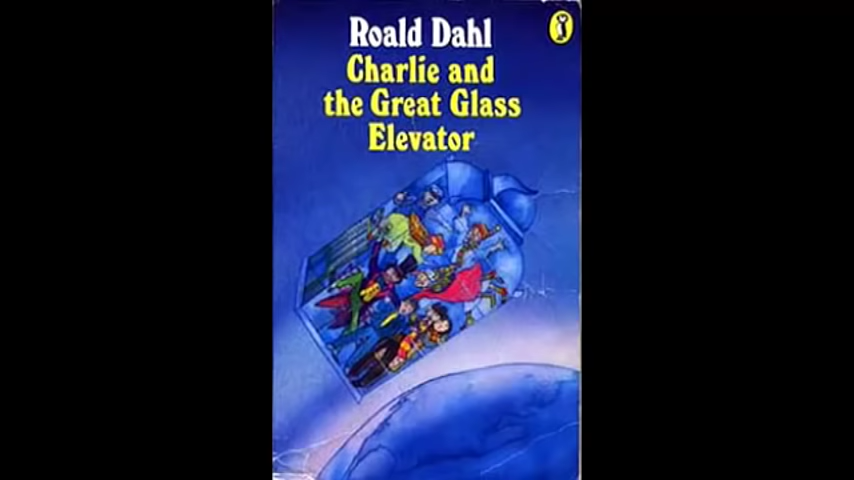 Roald Dahl
Charlie and
the Great Glass
Elevator